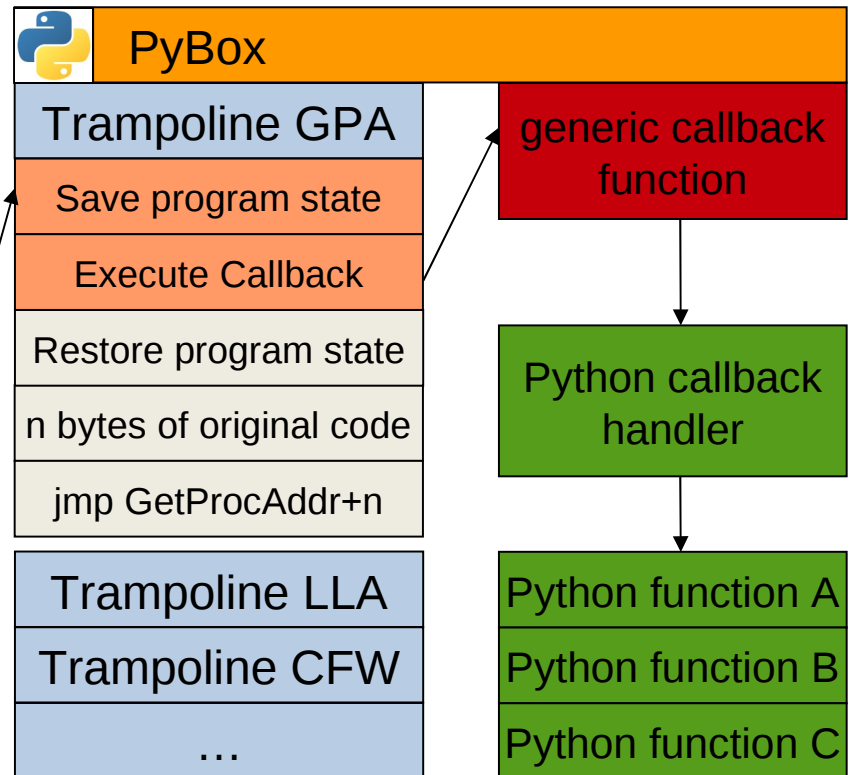 PyBox
Trampoline GPA
Save program state
Execute Callback
Restore program state
n bytes of original code
jmp GetProcAddr+n
Trampoline LLA
Trampoline CFW
…
generic callback
function
Python callback
handler
Python function A
Python function B
Python function C